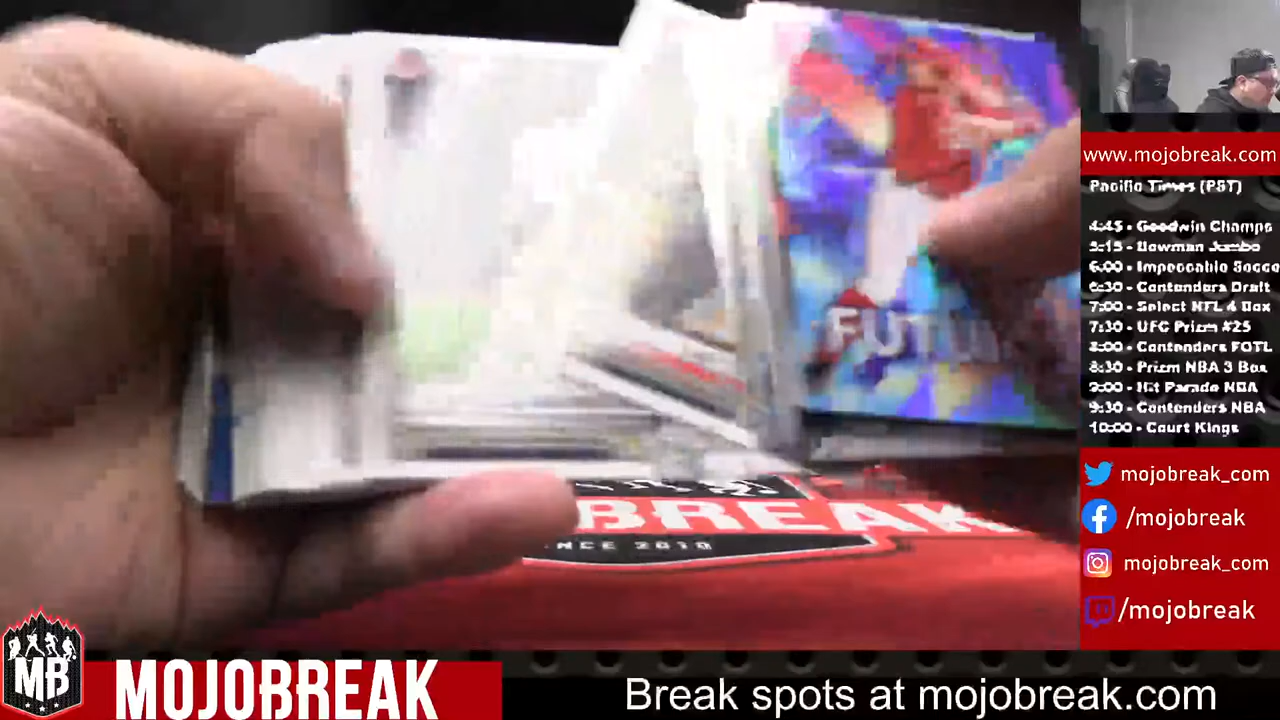 www.mojobreak.com
Pacific Times (PST)
4:45 - Goodwin Champs
5:15 - Bowman Jumbo
6:00 - Impeccable Socce
6:30 - Contenders Draft
7:00 - Select NFL 4 Box
7:30 - UFC Prizm #25
8:00 - Contenders FOTL
8:30 - Prizm NBA 3 Box
9:00 - Hit Parade NBA
9:30 - Contenders NBA
10:00 - Court Kings
FUTU
BREAK
NCE 2010
mojobreak_com
/mojobreak
mojobreak_com
/mojobreak
MB
MOJOBREAK
Break spots at mojobreak.com